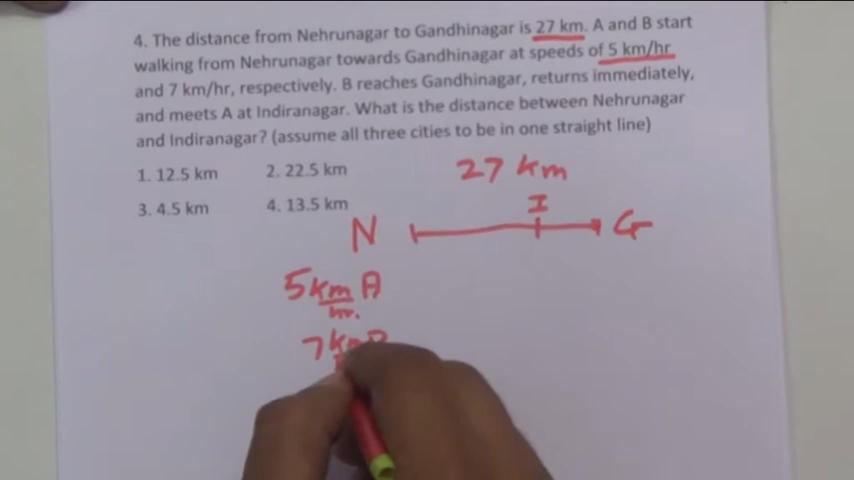 4. The distance from Nehrunagar to Gandhinagar is 27 km. A and B start
walking from Nehrunagar towards Gandhinagar at speeds of 5 km/hr
and 7 km/hr, respectively. B reaches Gandhinagar, returns immediately,
and meets A at Indiranagar. What is the distance between Nehrunagar
and Indiranagar? (assume all three cities to be in one straight line)
1. 12.5 km 2. 22.5 km
3. 4.5 km 4. 13.5 km
27 km
I
N G
5 km A
hr.
7